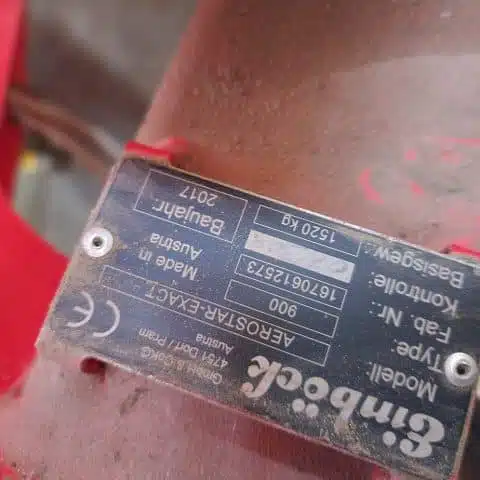 Einböck
GmbH & CoKG
4751 Dorf / Pram
Austria
CE
Modell: AEROSTAR-EXACT
Type: 900
Fab. Nr.: 1670612573
Kontrolle:
Basisgew. 1520 kg
Made in
Austria
Baujahr:
2017